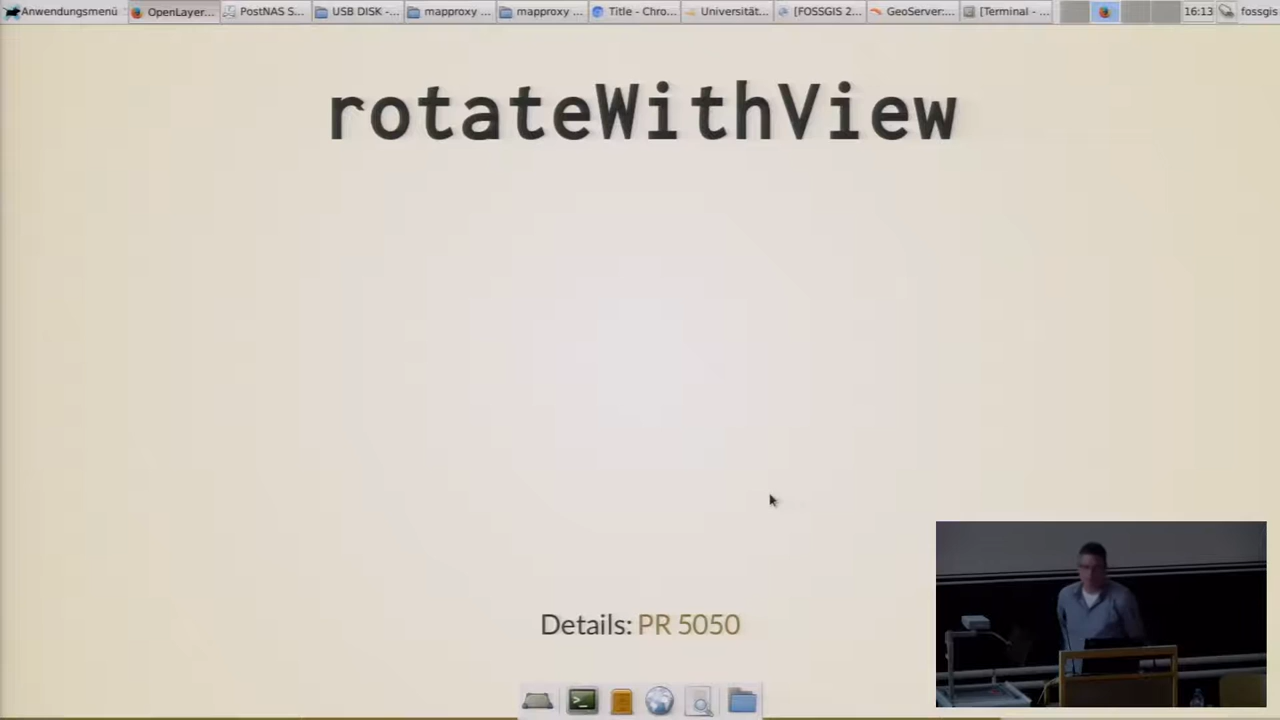 Anwendungsmenü
OpenLayer...
PostNAS S...
USB DISK -...
mapproxy ...
mapproxy ...
Title - Chro...
Universität...
[FOSSGIS 2...
GeoServer:...
[Terminal - ...
16:13
fossgis
rotateWithView
Details: PR 5050